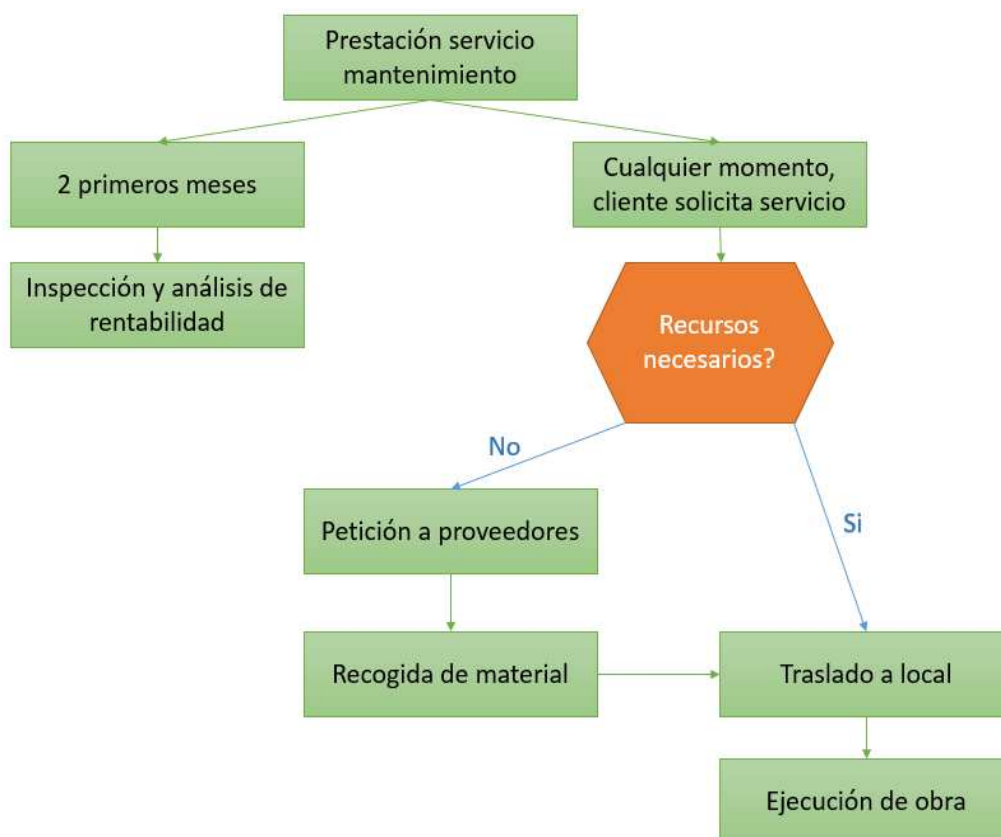 Prestación servicio
mantenimiento
2 primeros meses
Cualquier momento,
cliente solicita servicio
Inspección y análisis de
rentabilidad
Recursos
necesarios?
No
Si
Petición a proveedores
Recogida de material
Traslado a local
Ejecución de obra